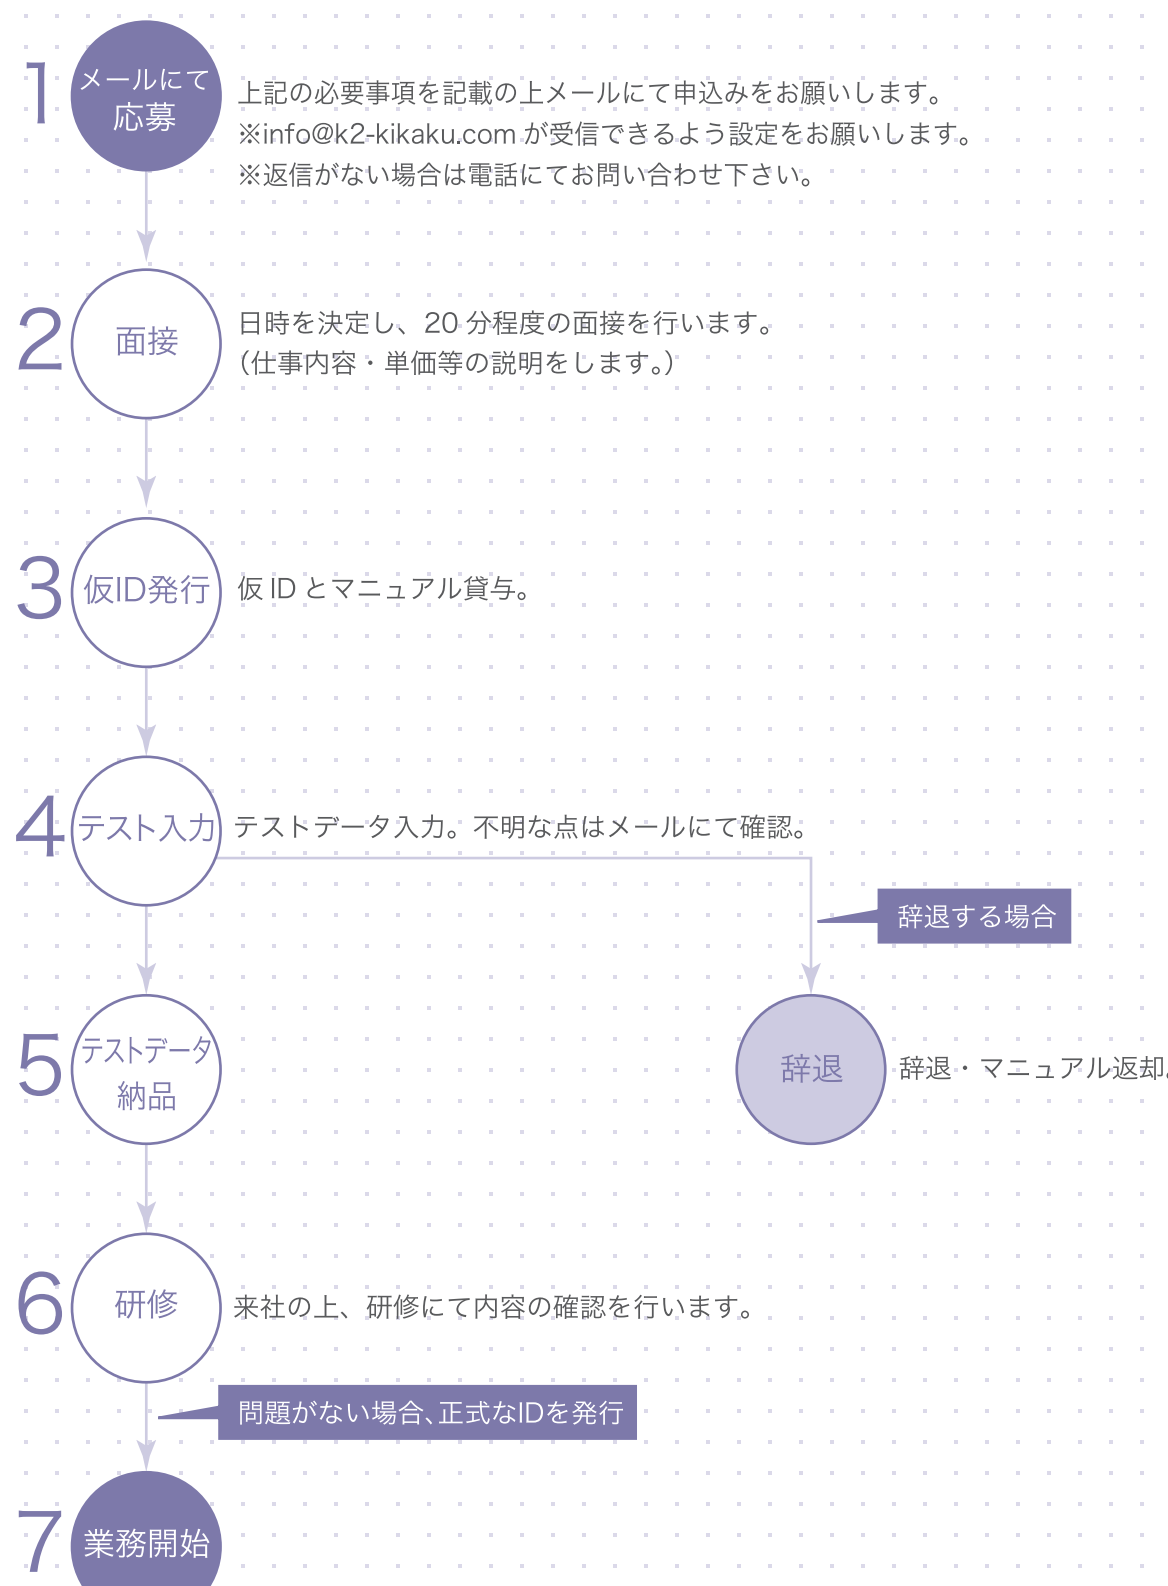 1
メールにて
応募
上記の必要事項を記載の上メールにて申込みをお願いします。
※info@k2-kikaku.com が受信できるよう設定をお願いします。
※返信がない場合は電話にてお問い合わせ下さい。
2
面接
日時を決定し、20 分程度の面接を行います。
（仕事内容・単価等の説明をします。）
3
仮ID発行
仮 ID とマニュアル貸与。
4
テスト入力
テストデータ入力。不明な点はメールにて確認。
辞退する場合
5
テストデータ
納品
辞退
辞退・マニュアル返却。
6
研修
来社の上、研修にて内容の確認を行います。
問題がない場合、正式なIDを発行
7
業務開始